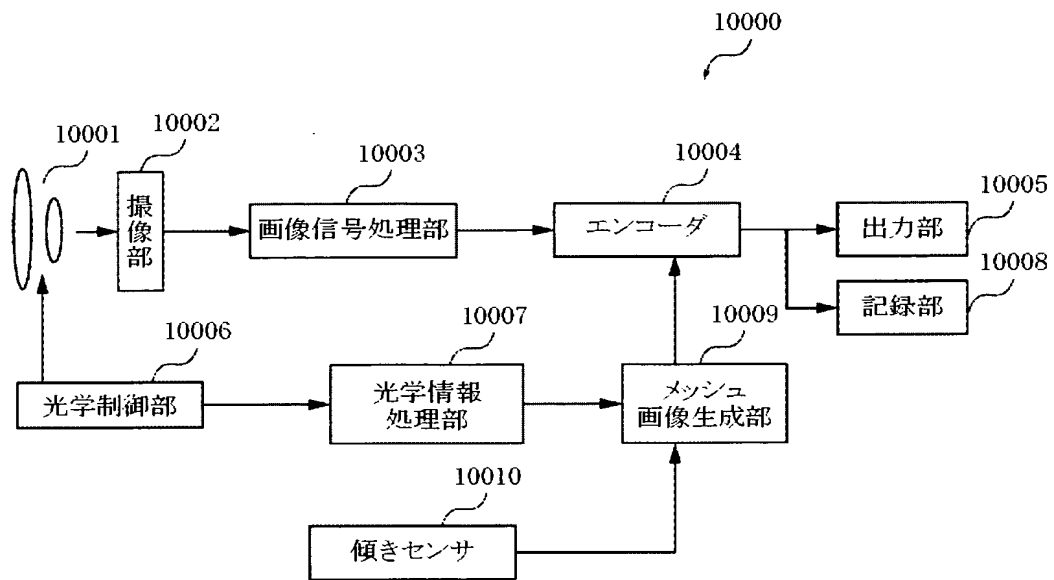 10000
10001
10002
10003
10004
10005
撮像部
画像信号処理部
エンコーダ
出力部
10008
記録部
10006
10007
10009
光学制御部
光学情報
処理部
メッシュ
画像生成部
10010
傾きセンサ